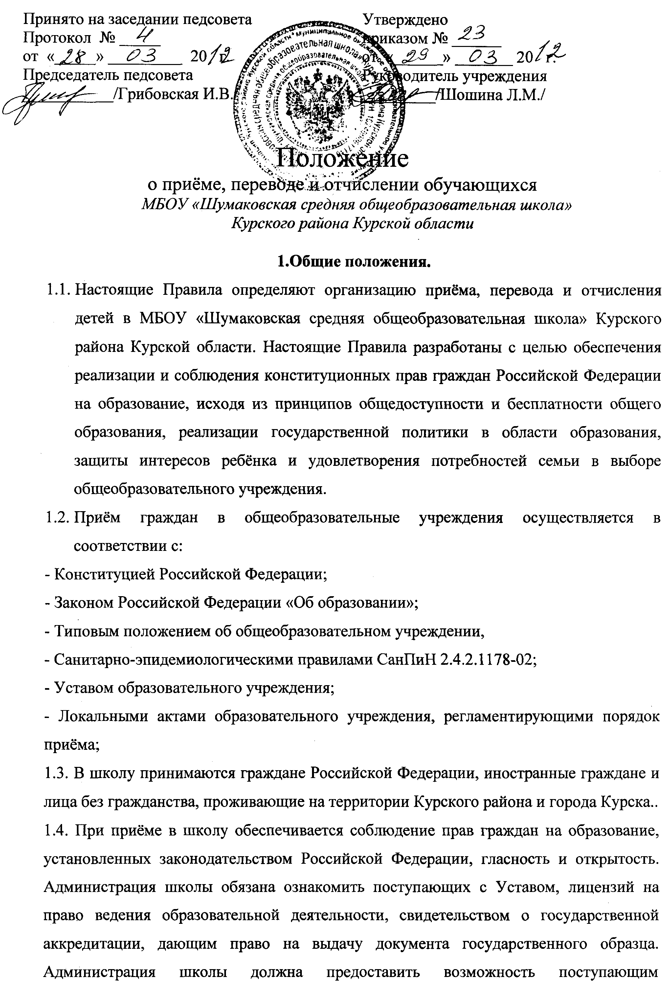 Принято на заседании педсовета
Протокол № 4
от «28» 03 2012 г.
Председатель педсовета
/Грибовская И.В.
Утверждено
приказом № 23
от «29» 03 2012 г.
Руководитель учреждения
/Шошина Л.М./
Положение
о приёме, переводе и отчислении обучающихся
МБОУ «Шумаковская средняя общеобразовательная школа»
Курского района Курской области
1.Общие положения.
1.1. Настоящие Правила определяют организацию приёма, перевода и отчисления
детей в МБОУ «Шумаковская средняя общеобразовательная школа» Курского
района Курской области. Настоящие Правила разработаны с целью обеспечения
реализации и соблюдения конституционных прав граждан Российской Федерации
на образование, исходя из принципов общедоступности и бесплатности общего
образования, реализации государственной политики в области образования,
защиты интересов ребёнка и удовлетворения потребностей семьи в выборе
общеобразовательного учреждения.
1.2. Приём граждан в общеобразовательные учреждения осуществляется в
соответствии с:
- Конституцией Российской Федерации;
- Законом Российской Федерации «Об образовании»;
- Типовым положением об общеобразовательном учреждении,
- Санитарно-эпидемиологическими правилами СанПиН 2.4.2.1178-02;
- Уставом образовательного учреждения;
- Локальными актами образовательного учреждения, регламентирующими порядок
приёма;
1.3. В школу принимаются граждане Российской Федерации, иностранные граждане и
лица без гражданства, проживающие на территории Курского района и города Курска..
1.4. При приёме в школу обеспечивается соблюдение прав граждан на образование,
установленных законодательством Российской Федерации, гласность и открытость.
Администрация школы обязана ознакомить поступающих с Уставом, лицензий на
право ведения образовательной деятельности, свидетельством о государственной
аккредитации, дающим право на выдачу документа государственного образца.
Администрация школы должна предоставить возможность поступающим